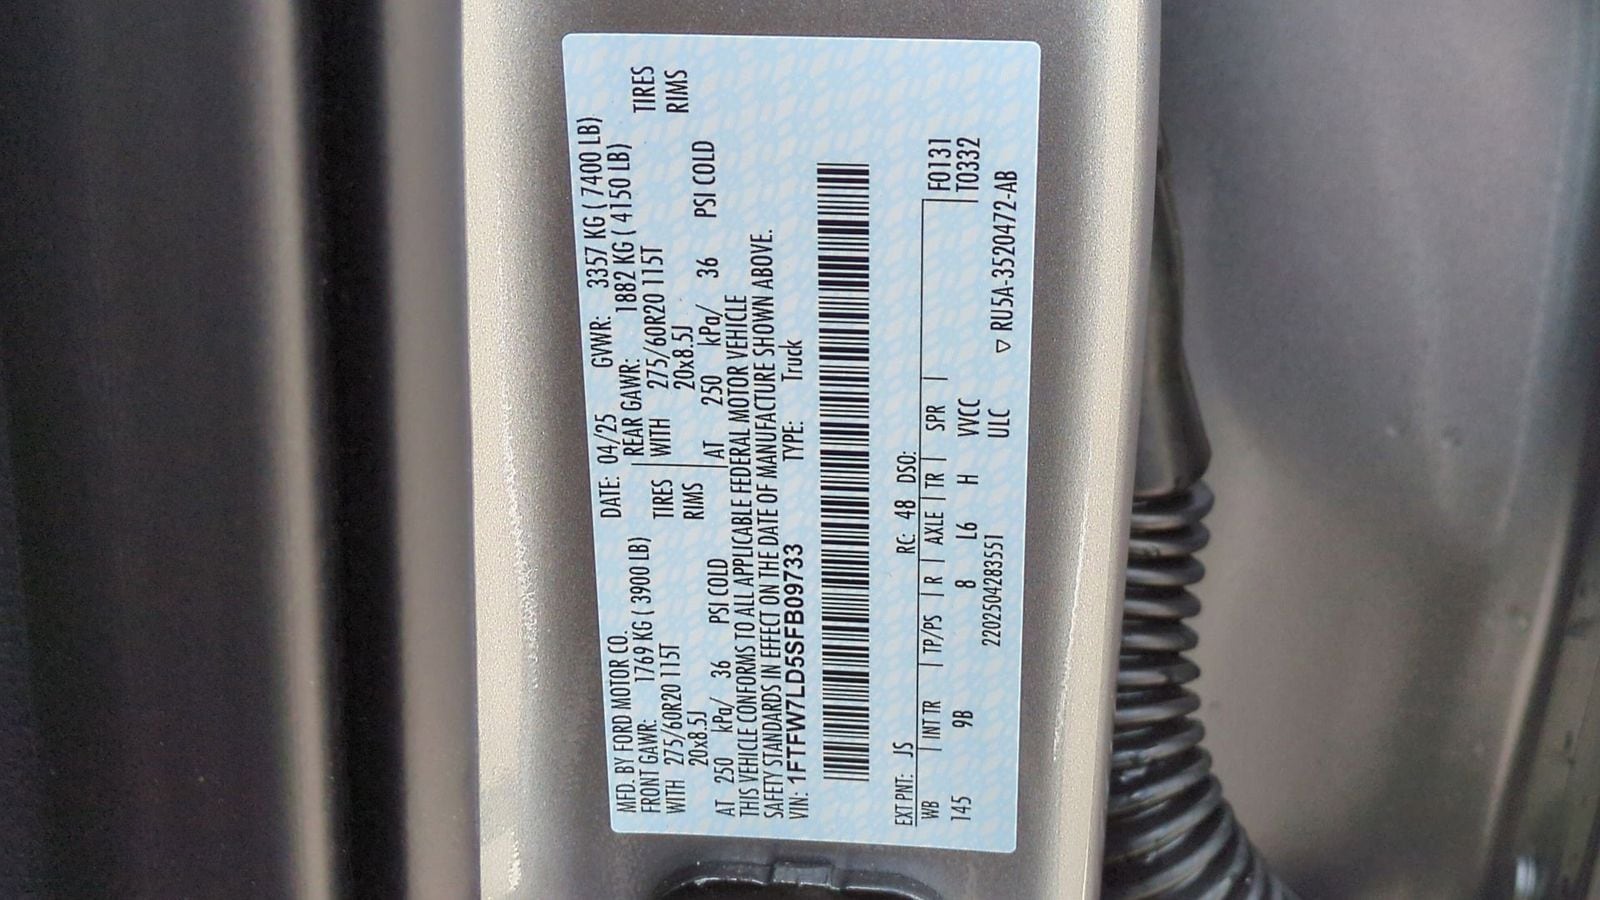 MFD. BY FORD MOTOR CO. DATE: 04/25 GVWR: 3357 KG ( 7400 LB)
FRONT GAWR: 1769 KG ( 3900 LB) REAR GAWR: 1882 KG ( 4150 LB)
WITH 275/60R20 115T TIRES WITH 275/60R20 115T TIRES
20x8.5J RIMS 20x8.5J RIMS
AT 250 kPa/ 36 PSI COLD AT 250 kPa/ 36 PSI COLD
THIS VEHICLE CONFORMS TO ALL APPLICABLE FEDERAL MOTOR VEHICLE
SAFETY STANDARDS IN EFFECT ON THE DATE OF MANUFACTURE SHOWN ABOVE.
VIN: 1FTFW7LD5SFB09733 TYPE: Truck
EXT PNT: JS RC: 48 DSO: F0131
WB INT TR TP/PS R AXLE TR SPR T0332
145 9B 8 L6 H WCC
2202504283551 ULC ▽ RU5A-3520472-AB